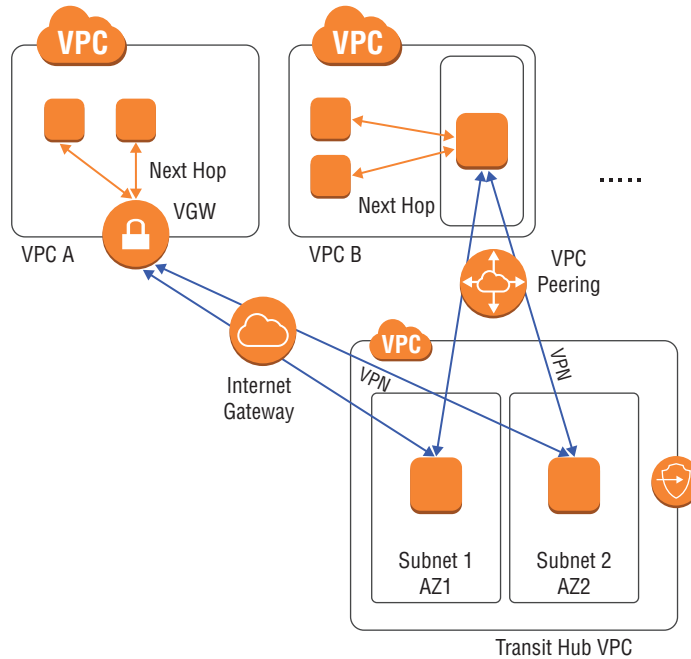 VPC
VPC
Next Hop
VGW
VPC A
Next Hop
VPC B
.....
VPC
Peering
Internet
Gateway
VPC
VPN
VPN
Subnet 1
AZ1
Subnet 2
AZ2
Transit Hub VPC